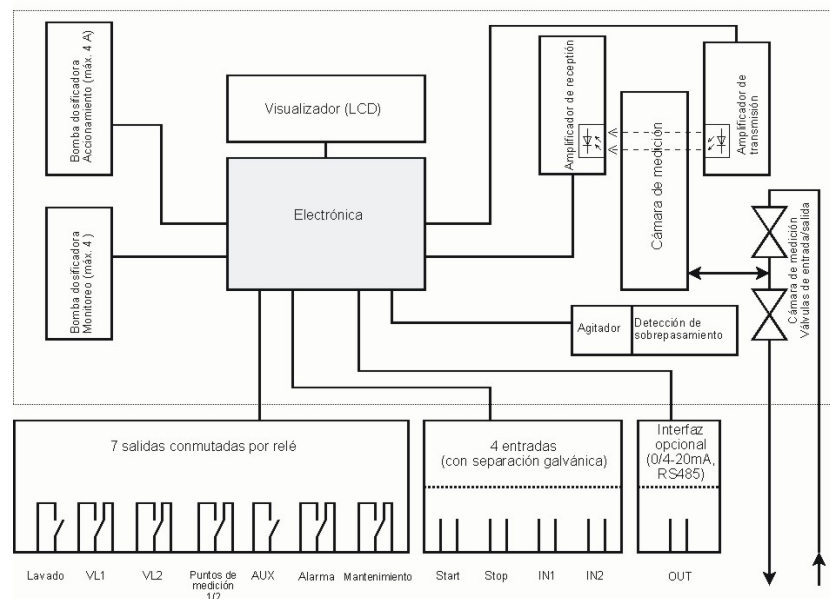 Bomba dosificadora
Accionamiento (máx. 4 A)
Visualizador (LCD)
Amplificador de receptión
Cámara de medición
Amplificador de
transmisión
Electrónica
Bomba dosificadora
Monitoreo (máx. 4 )
Cámara de medición
Válvulas de entrada/salida
Agitador
Detección de
sobrepasamiento
7 salidas conmutadas por relé
4 entradas
(con separación galvánica)
Interfaz
opcional
(0/4-20mA,
RS485)
Lavado
VL1
VL2
Puntos de
medición
1/2
AUX
Alarma
Mantenimiento
Start
Stop
IN1
IN2
OUT